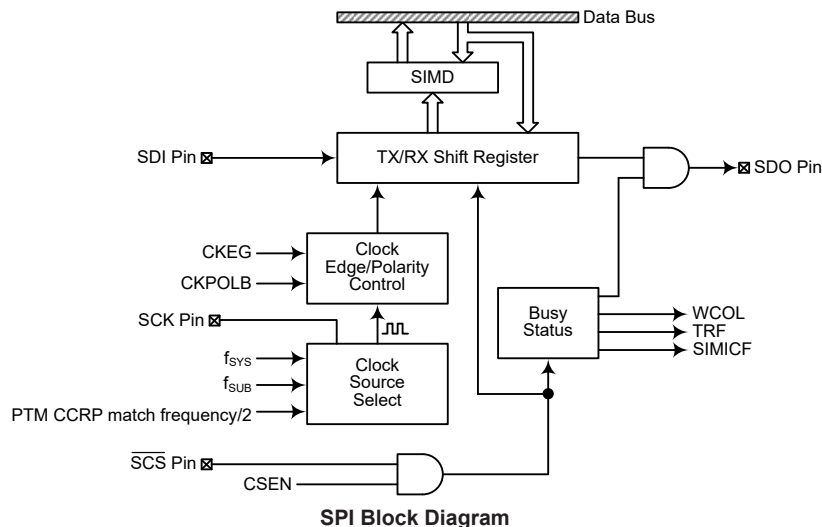 Data Bus
SIMD
SDI Pin
TX/RX Shift Register
SDO Pin
CKEG
CKPOLB
Clock
Edge/Polarity
Control
SCK Pin
Busy
Status
WCOL
TRF
SIMICF
fSYS
fSUB
PTM CCRP match frequency/2
Clock
Source
Select
SCS Pin
CSEN
SPI Block Diagram